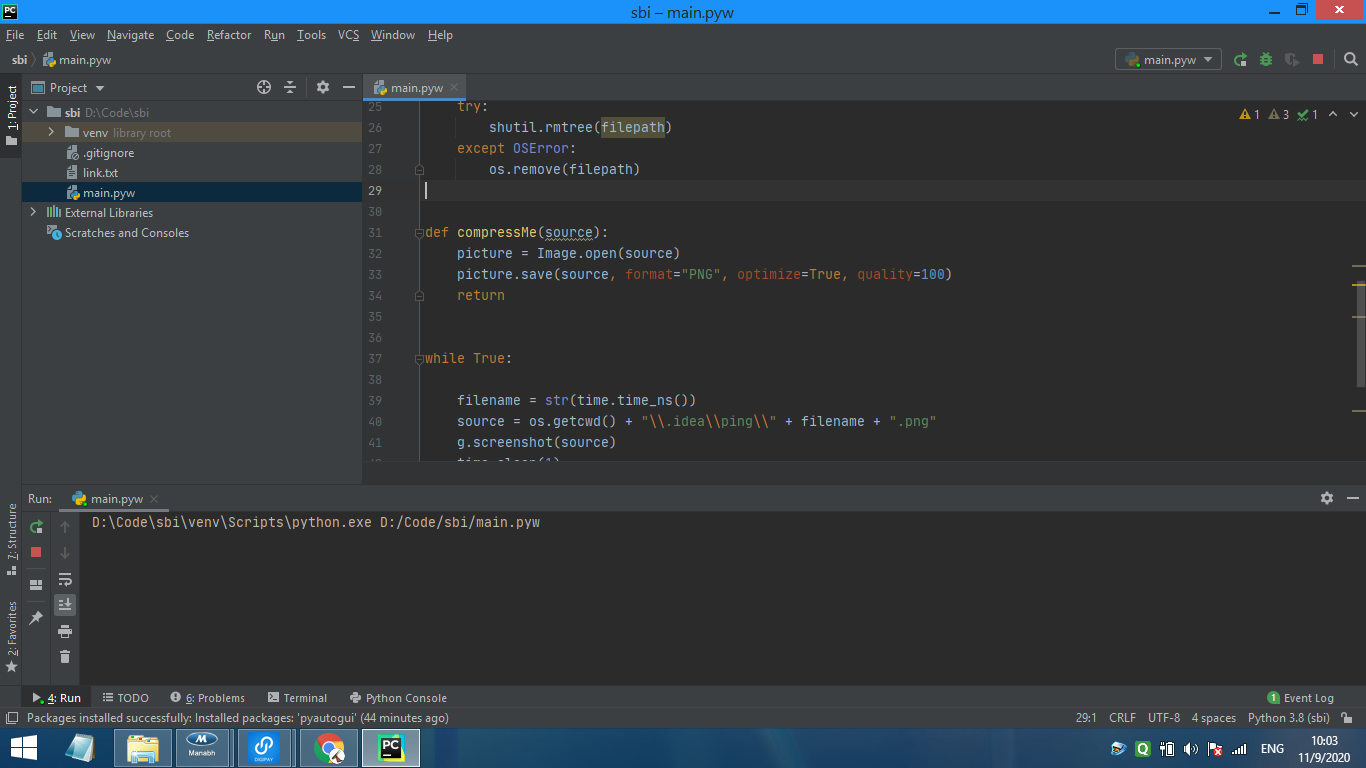 PC
sbi – main.pyw
File Edit View Navigate Code Refactor Run Tools VCS Window Help
sbi main.pyw
main.pyw
1: Project
Project
sbi D:\Code\sbi
venv library root
.gitignore
link.txt
main.pyw
External Libraries
Scratches and Consoles
main.pyw
1 3 1
25 try:
26 shutil.rmtree(filepath)
27 except OSError:
28 os.remove(filepath)
29
30
31 def compressMe(source):
32 picture = Image.open(source)
33 picture.save(source, format="PNG", optimize=True, quality=100)
34 return
35
36
37 while True:
38
39 filename = str(time.time_ns())
40 source = os.getcwd() + "\\.idea\\ping\\" + filename + ".png"
41 g.screenshot(source)
Run: main.pyw
D:\Code\sbi\venv\Scripts\python.exe D:/Code/sbi/main.pyw
7: Structure
2: Favorites
4: Run TODO 6: Problems Terminal Python Console
1 Event Log
Packages installed successfully: Installed packages: 'pyautogui' (44 minutes ago)
29:1 CRLF UTF-8 4 spaces Python 3.8 (sbi)
M
Manabh
DIGIPAY
PC
Q
ENG
10:03
11/9/2020